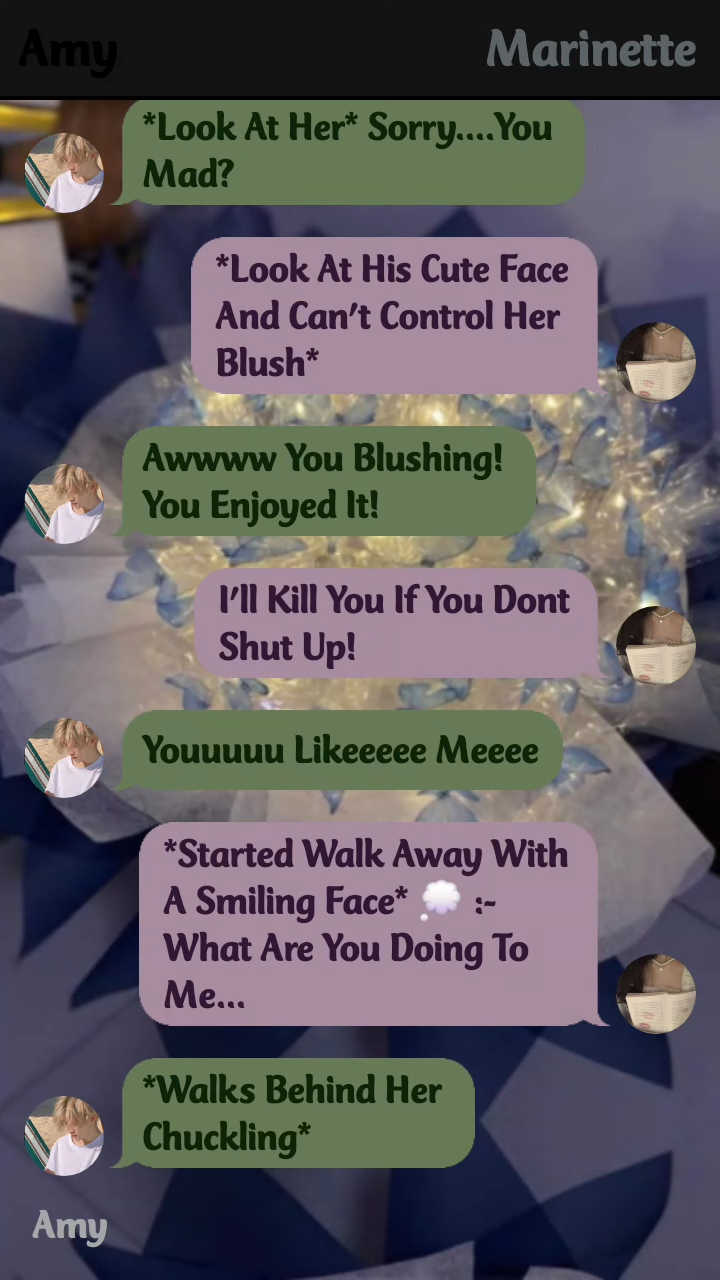 Amy
Marinette
*Look At Her* Sorry....You
Mad?
*Look At His Cute Face
And Can't Control Her
Blush*
Awwww You Blushing!
You Enjoyed It!
I'll Kill You If You Dont
Shut Up!
Youuuuu Likeeeee Meeee
*Started Walk Away With
A Smiling Face* 💭 :-
What Are You Doing To
Me...
*Walks Behind Her
Chuckling*
Amy